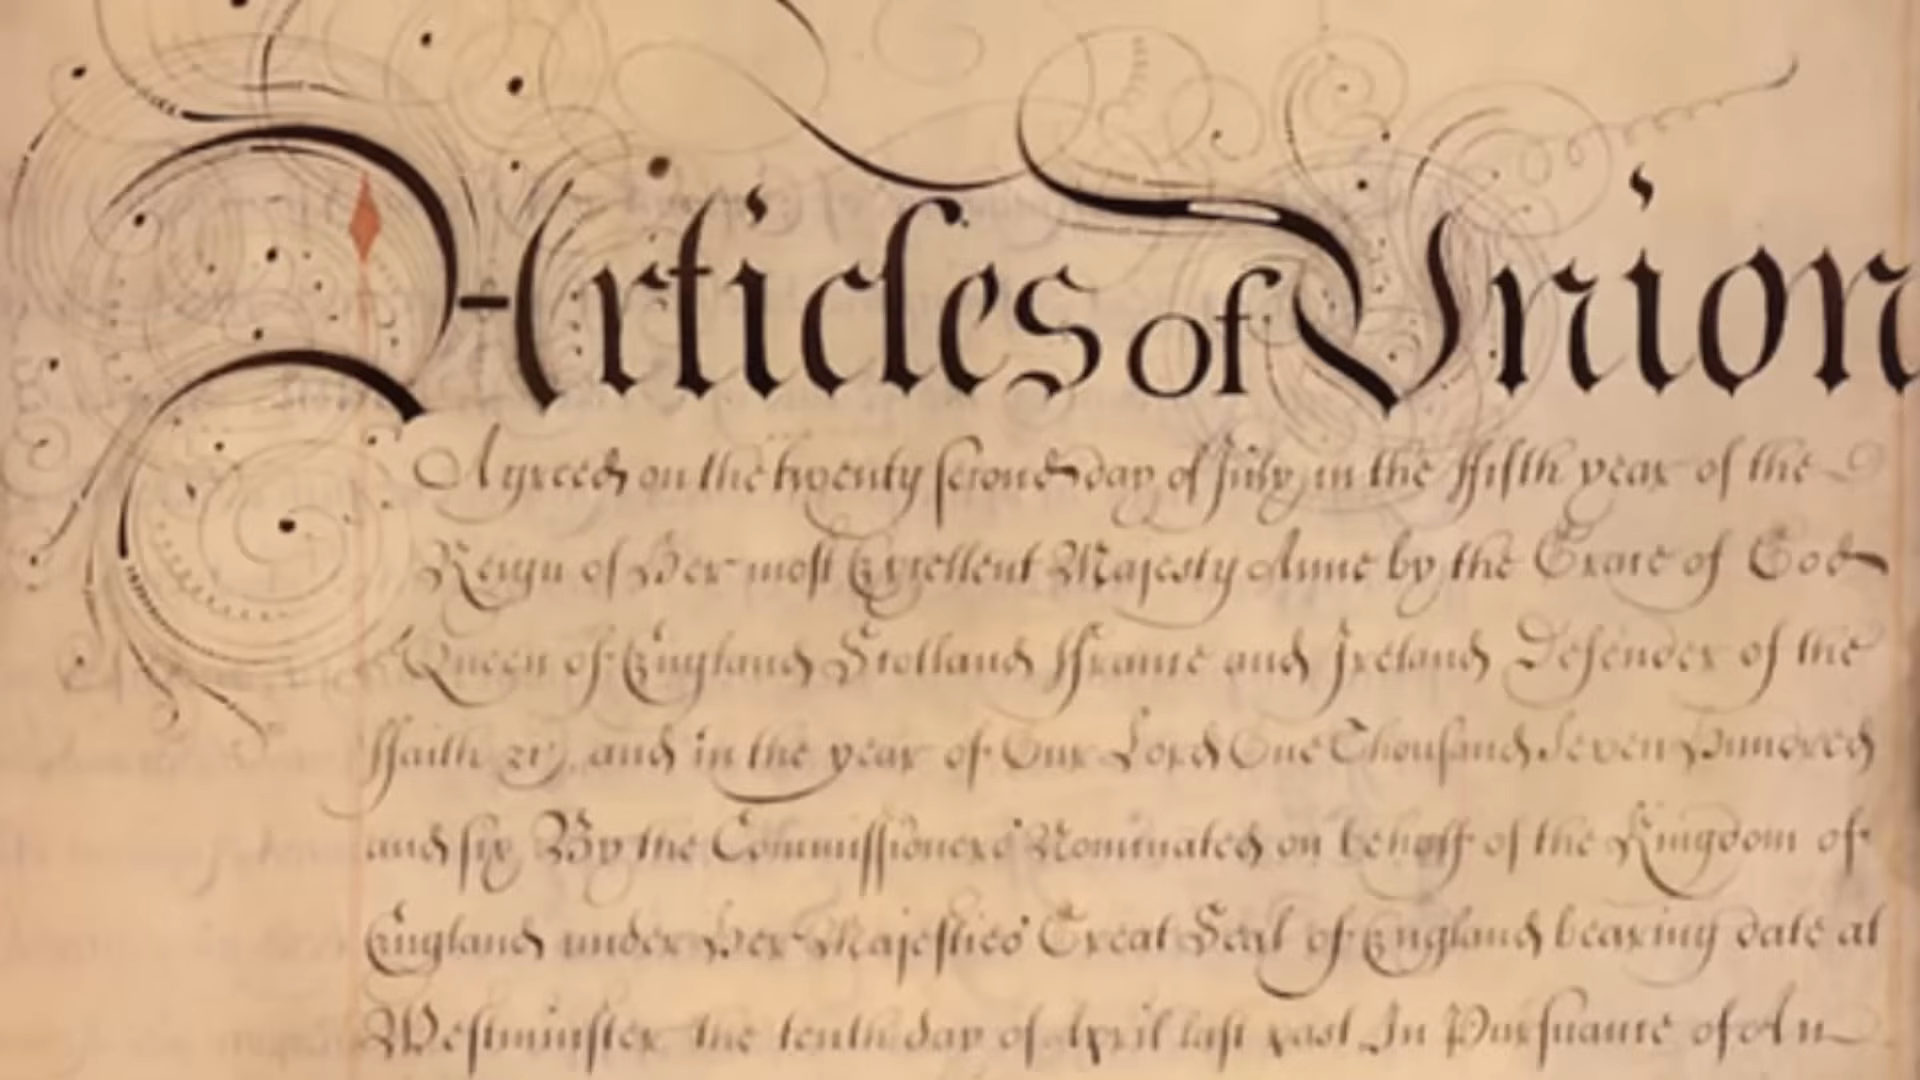 Articles of Union
Agreed on the twenty second day of July in the ffifth year of the
Reign of Her most Excellent Majesty Anne by the Grace of God
Queen of England Scotland ffrance and Ireland Defender of the
ffaith &c, and in the year of Our Lord One Thousand Seven Hundred
and six By the Commissioners Nominated on behalf of the Kingdom of
England under Her Majesties Great Seal of England bearing date at
Westminster the tenth day of April last past In Pursuance of An